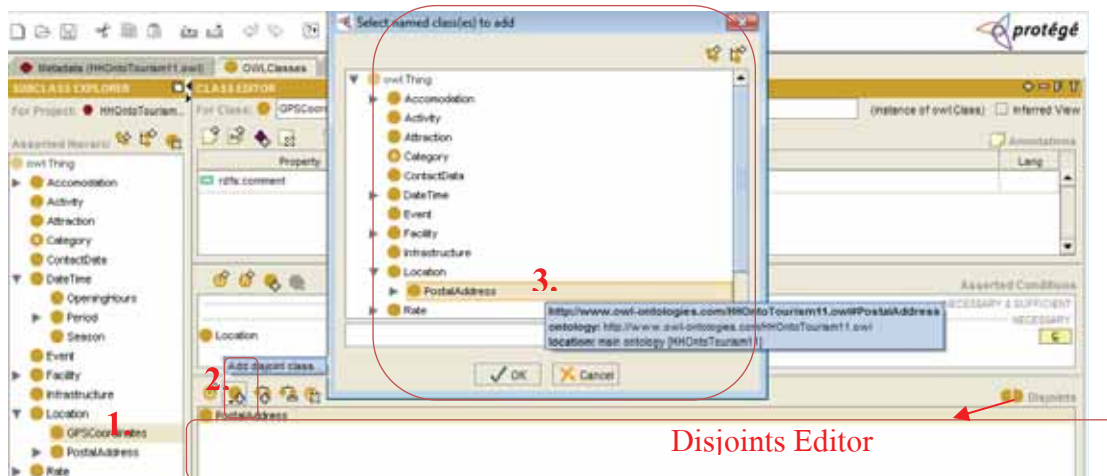 Select named class(es) to add
protégé
Metadata (HHOntoTourism11.owl)
OWLClasses
SUBCLASS EXPLORER
CLASS EDITOR
For Project: HHOntoTourism...
For Class:
GPSCoor
(instance of owl:Class)
Inferred View
Asserted Hierarc
Annotations
Property
Lang
rdfs:comment
owl:Thing
Accomodation
Activity
Attraction
Category
ContactData
DateTime
OpeningHours
Period
Season
Event
Facility
Infrastructure
Location
GPSCoordinates
PostalAddress
Rate
owl:Thing
Accomodation
Activity
Attraction
Category
ContactData
DateTime
Event
Facility
Infrastructure
Location
PostalAddress
Rate
http://www.owl-ontologies.com/HHOntoTourism11.owl#PostalAddress
ontology: http://www.owl-ontologies.com/HHOntoTourism11.owl
location: main ontology [HHOntoTourism11]
OK
Cancel
Asserted Conditions
NECESSARY & SUFFICIENT
NECESSARY
Location
Add disjoint class...
Disjoints
PostalAddress
1.
2.
3.
Disjoints Editor